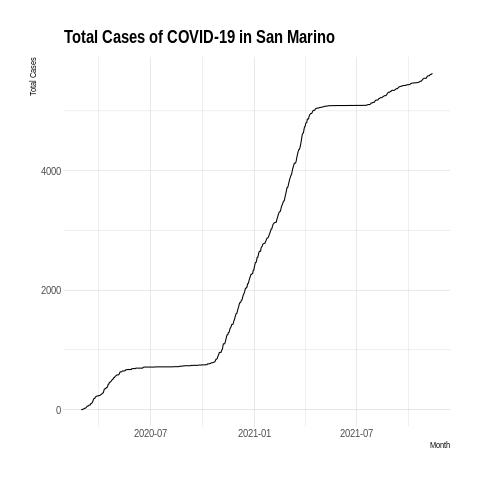 Total Cases of COVID-19 in San Marino
Total Cases
4000
2000
0
2020-07 2021-01 2021-07
Month